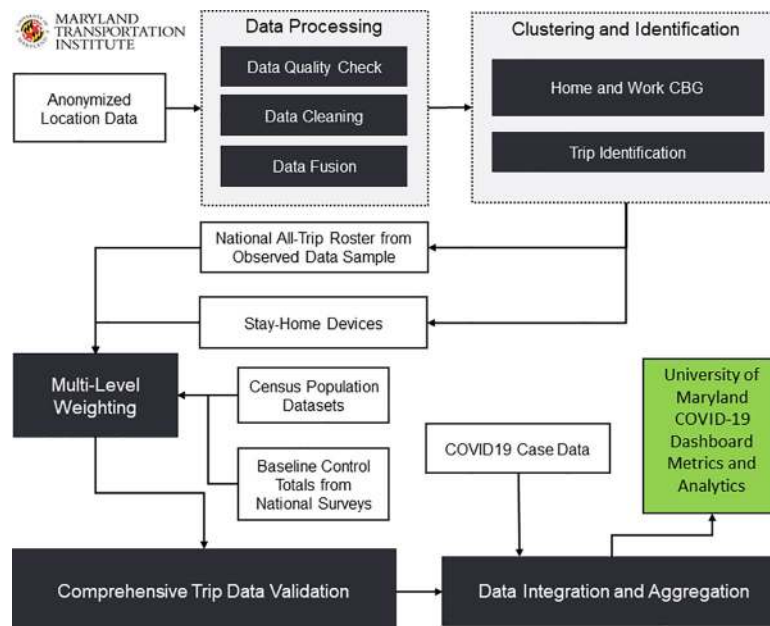 MARYLAND
TRANSPORTATION
INSTITUTE
Data Processing
Data Quality Check
Data Cleaning
Data Fusion
Clustering and Identification
Home and Work CBG
Trip Identification
Anonymized
Location Data
National All-Trip Roster from
Observed Data Sample
Stay-Home Devices
Multi-Level
Weighting
Census Population
Datasets
Baseline Control
Totals from
National Surveys
COVID19 Case Data
University of
Maryland
COVID-19
Dashboard
Metrics and
Analytics
Comprehensive Trip Data Validation
Data Integration and Aggregation